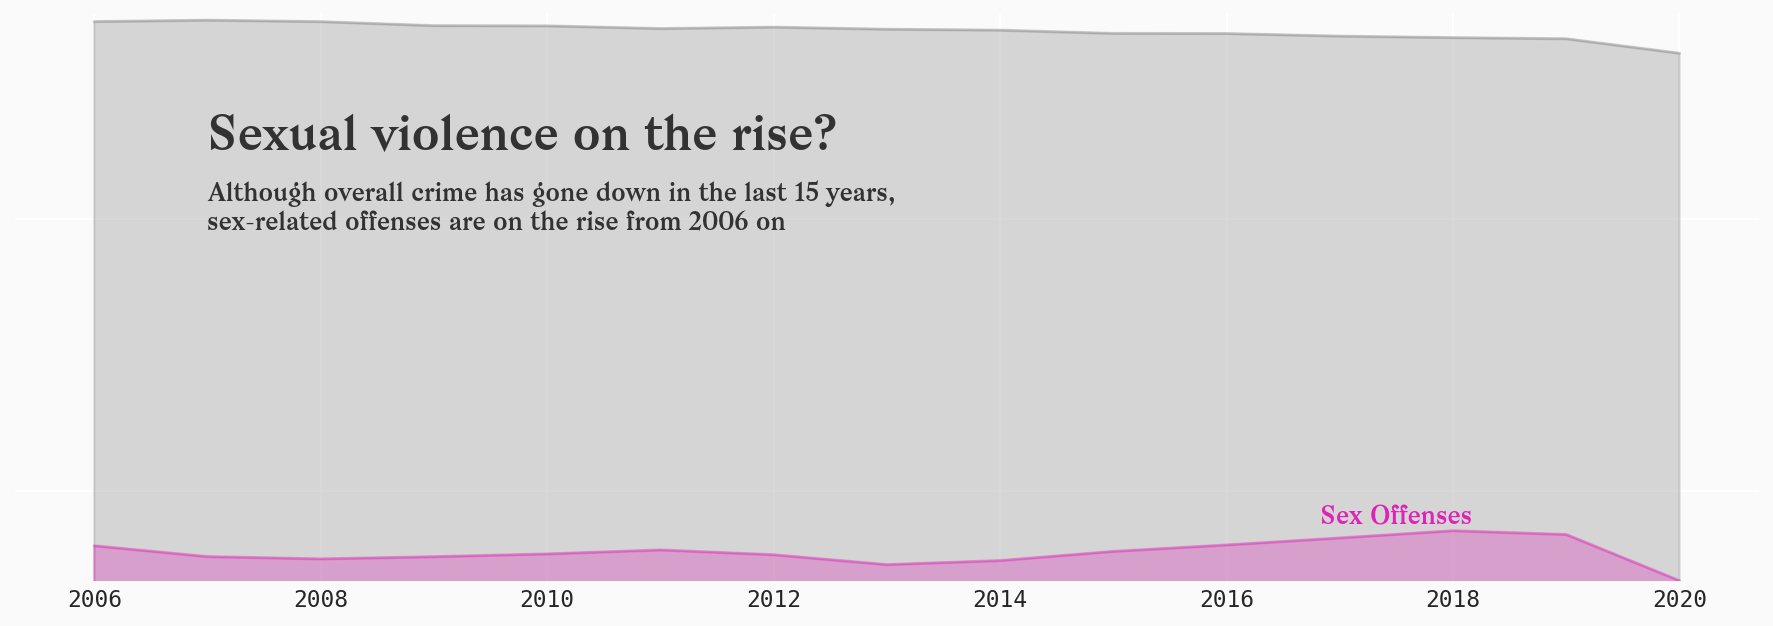 Sexual violence on the rise?
Although overall crime has gone down in the last 15 years,
sex-related offenses are on the rise from 2006 on
Sex Offenses
2006 2008 2010 2012 2014 2016 2018 2020